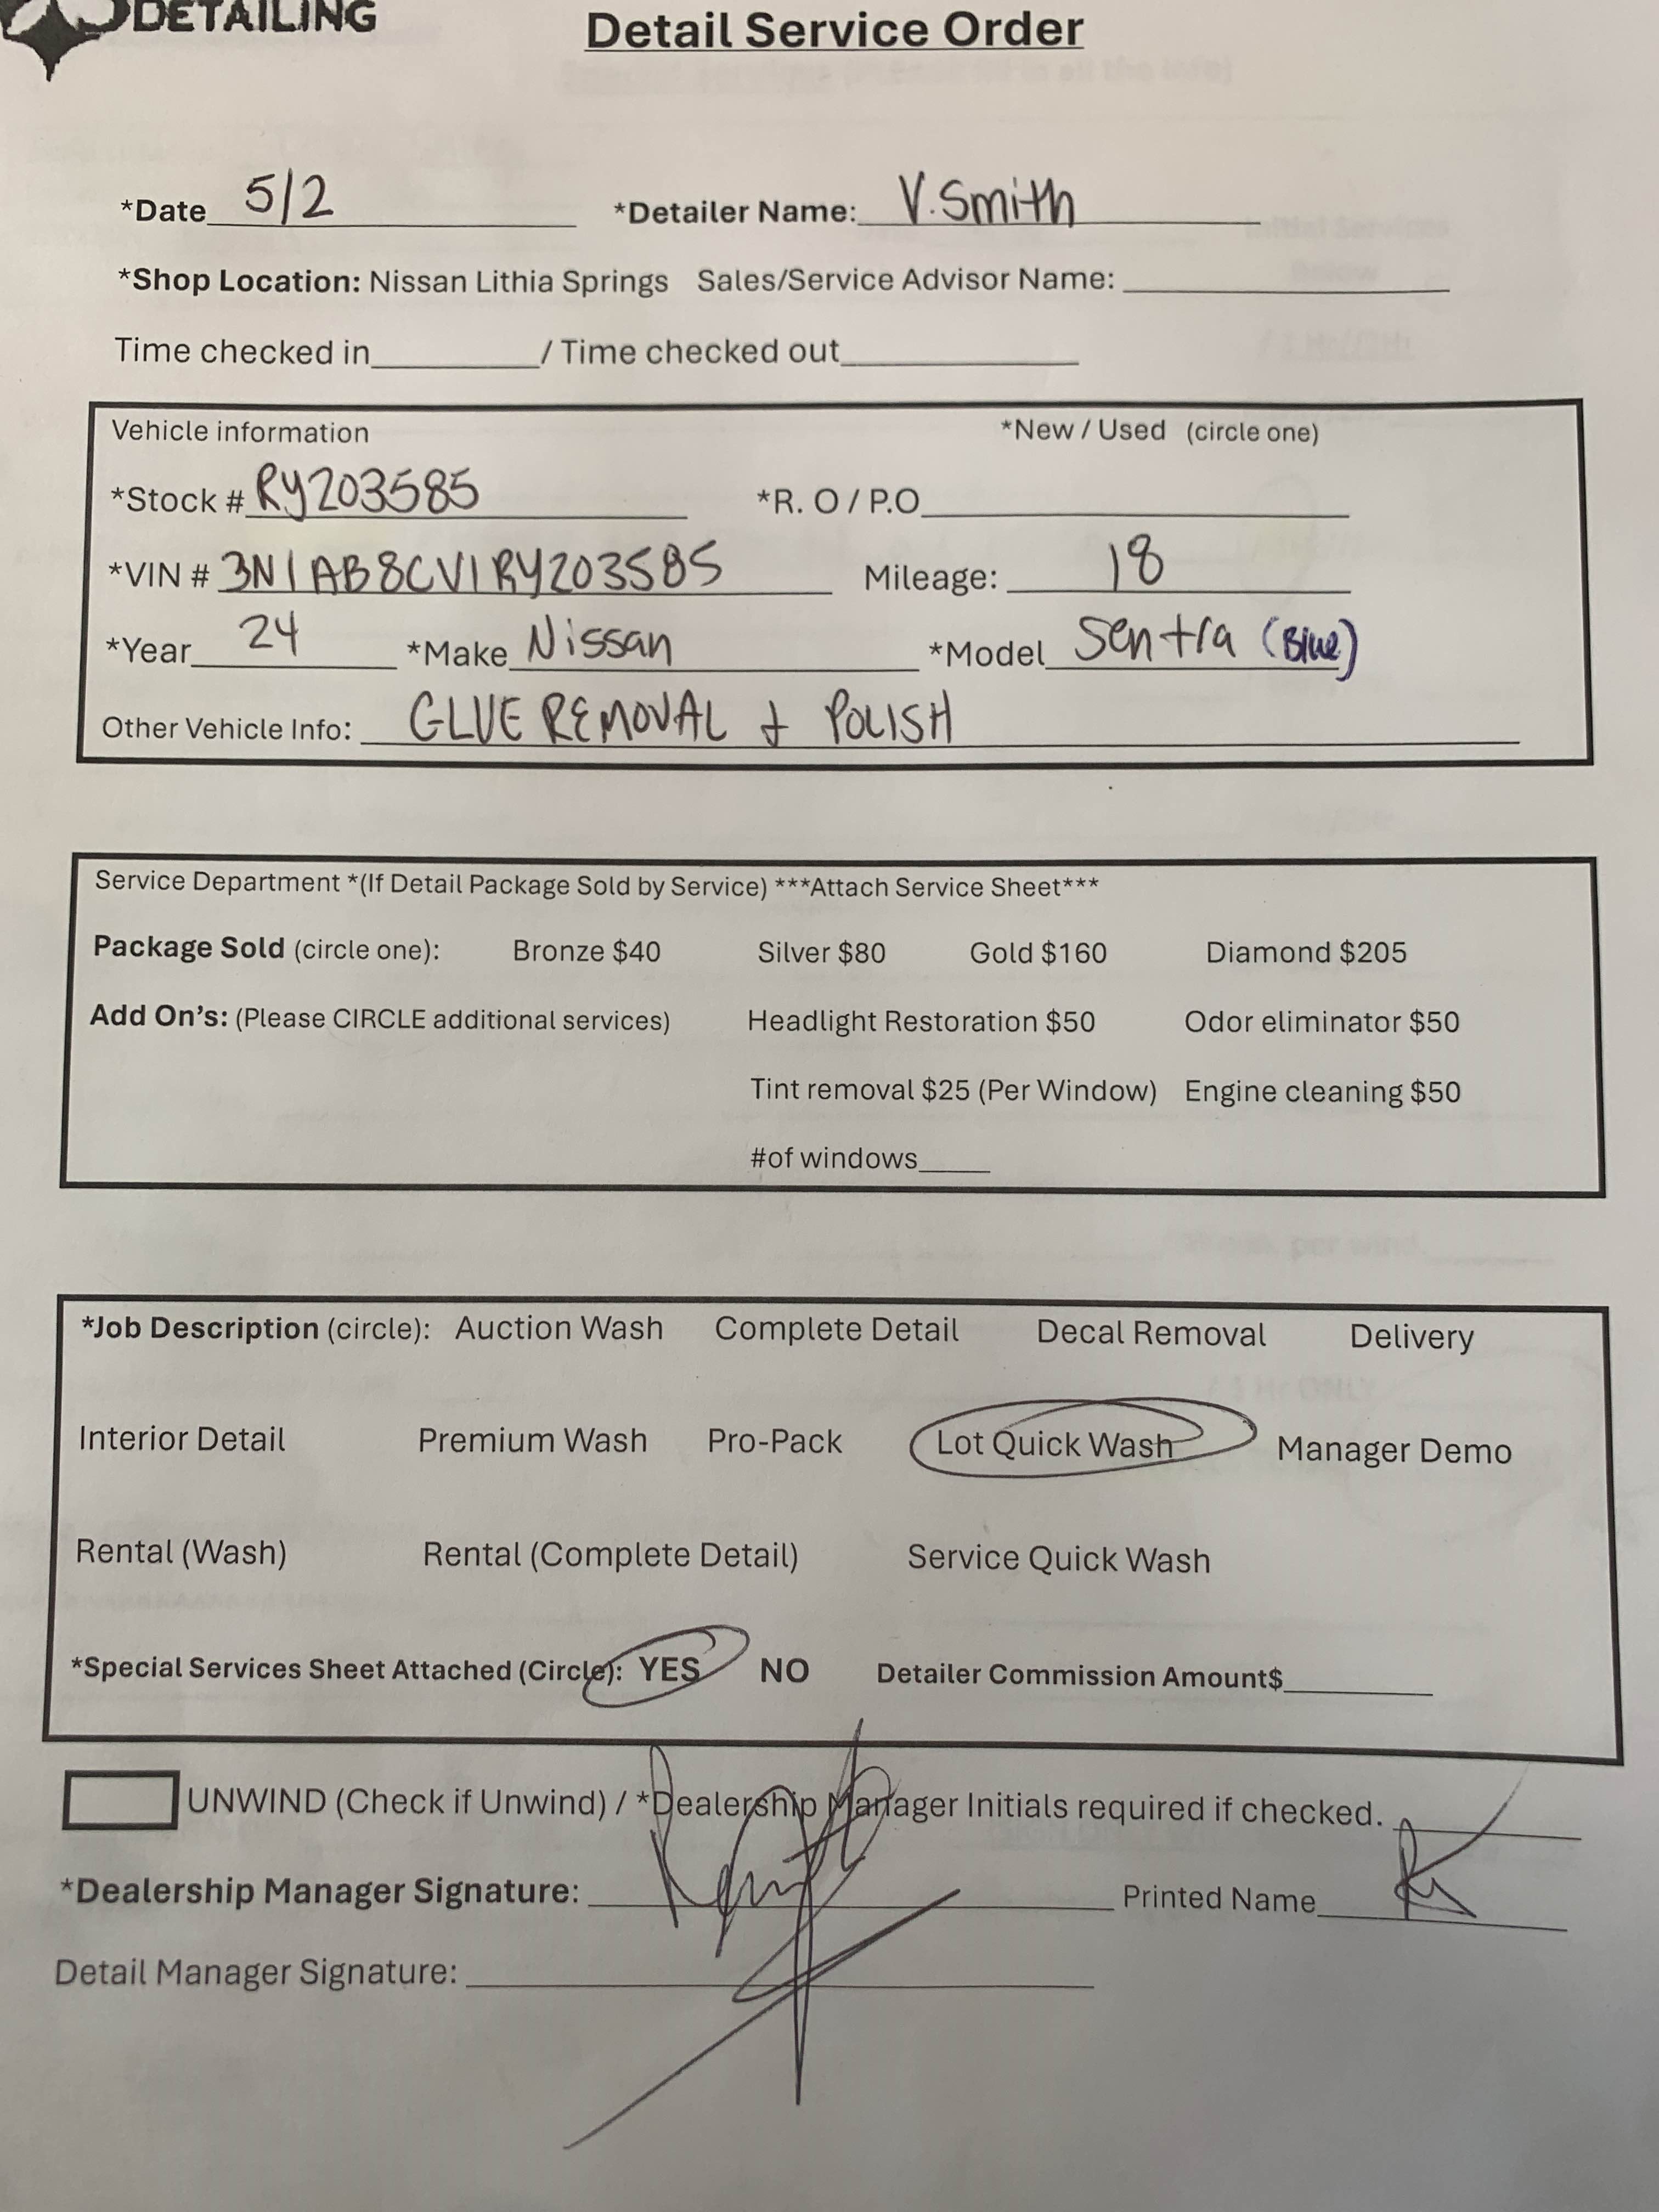 DETAILING
Detail Service Order
*Date 5/2 *Detailer Name: V. Smith
*Shop Location: Nissan Lithia Springs Sales/Service Advisor Name:
Time checked in / Time checked out
Vehicle information *New / Used (circle one)
*Stock # RY203585 *R. O / P.O
*VIN # 3N1AB8CV1RY203585 Mileage: 18
*Year 24 *Make Nissan *Model Sentra (Blue)
Other Vehicle Info: GLUE REMOVAL + POLISH
Service Department *(If Detail Package Sold by Service) ***Attach Service Sheet***
Package Sold (circle one): Bronze $40 Silver $80 Gold $160 Diamond $205
Add On's: (Please CIRCLE additional services) Headlight Restoration $50 Odor eliminator $50
Tint removal $25 (Per Window) Engine cleaning $50
#of windows
*Job Description (circle): Auction Wash Complete Detail Decal Removal Delivery
Interior Detail Premium Wash Pro-Pack Lot Quick Wash Manager Demo
Rental (Wash) Rental (Complete Detail) Service Quick Wash
*Special Services Sheet Attached (Circle): YES NO Detailer Commission Amount$
UNWIND (Check if Unwind) / *Dealership Manager Initials required if checked.
*Dealership Manager Signature: Printed Name
Detail Manager Signature: